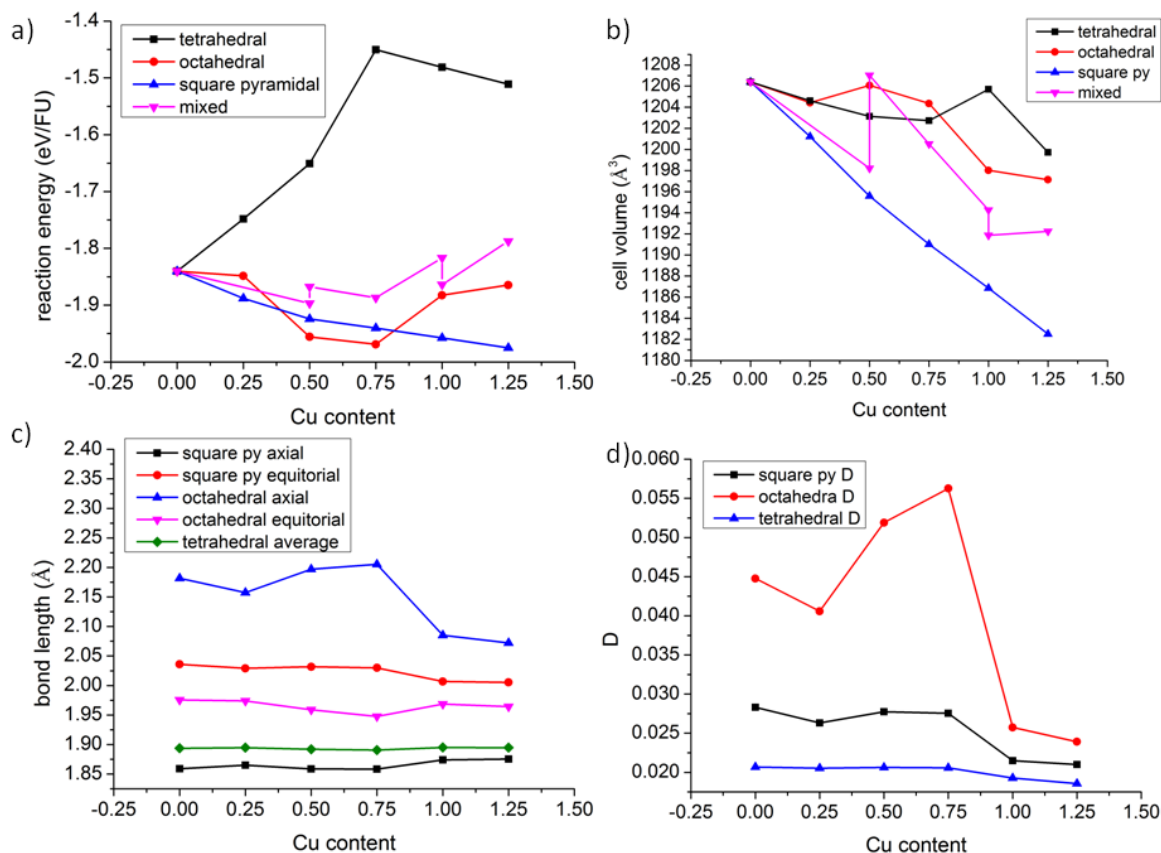 a)
tetrahedral
octahedral
square pyramidal
mixed
reaction energy (eV/FU)
-1.4
-1.5
-1.6
-1.7
-1.8
-1.9
-2.0
-0.25 0.00 0.25 0.50 0.75 1.00 1.25 1.50
Cu content
b)
tetrahedral
octahedral
square py
mixed
cell volume (Å³)
1208
1206
1204
1202
1200
1198
1196
1194
1192
1190
1188
1186
1184
1182
1180
-0.25 0.00 0.25 0.50 0.75 1.00 1.25 1.50
Cu content
c)
square py axial
square py equitorial
octahedral axial
octahedral equitorial
tetrahedral average
bond length (Å)
2.40
2.35
2.30
2.25
2.20
2.15
2.10
2.05
2.00
1.95
1.90
1.85
-0.25 0.00 0.25 0.50 0.75 1.00 1.25 1.50
Cu content
d)
square py D
octahedra D
tetrahedral D
D
0.060
0.055
0.050
0.045
0.040
0.035
0.030
0.025
0.020
-0.25 0.00 0.25 0.50 0.75 1.00 1.25 1.50
Cu content